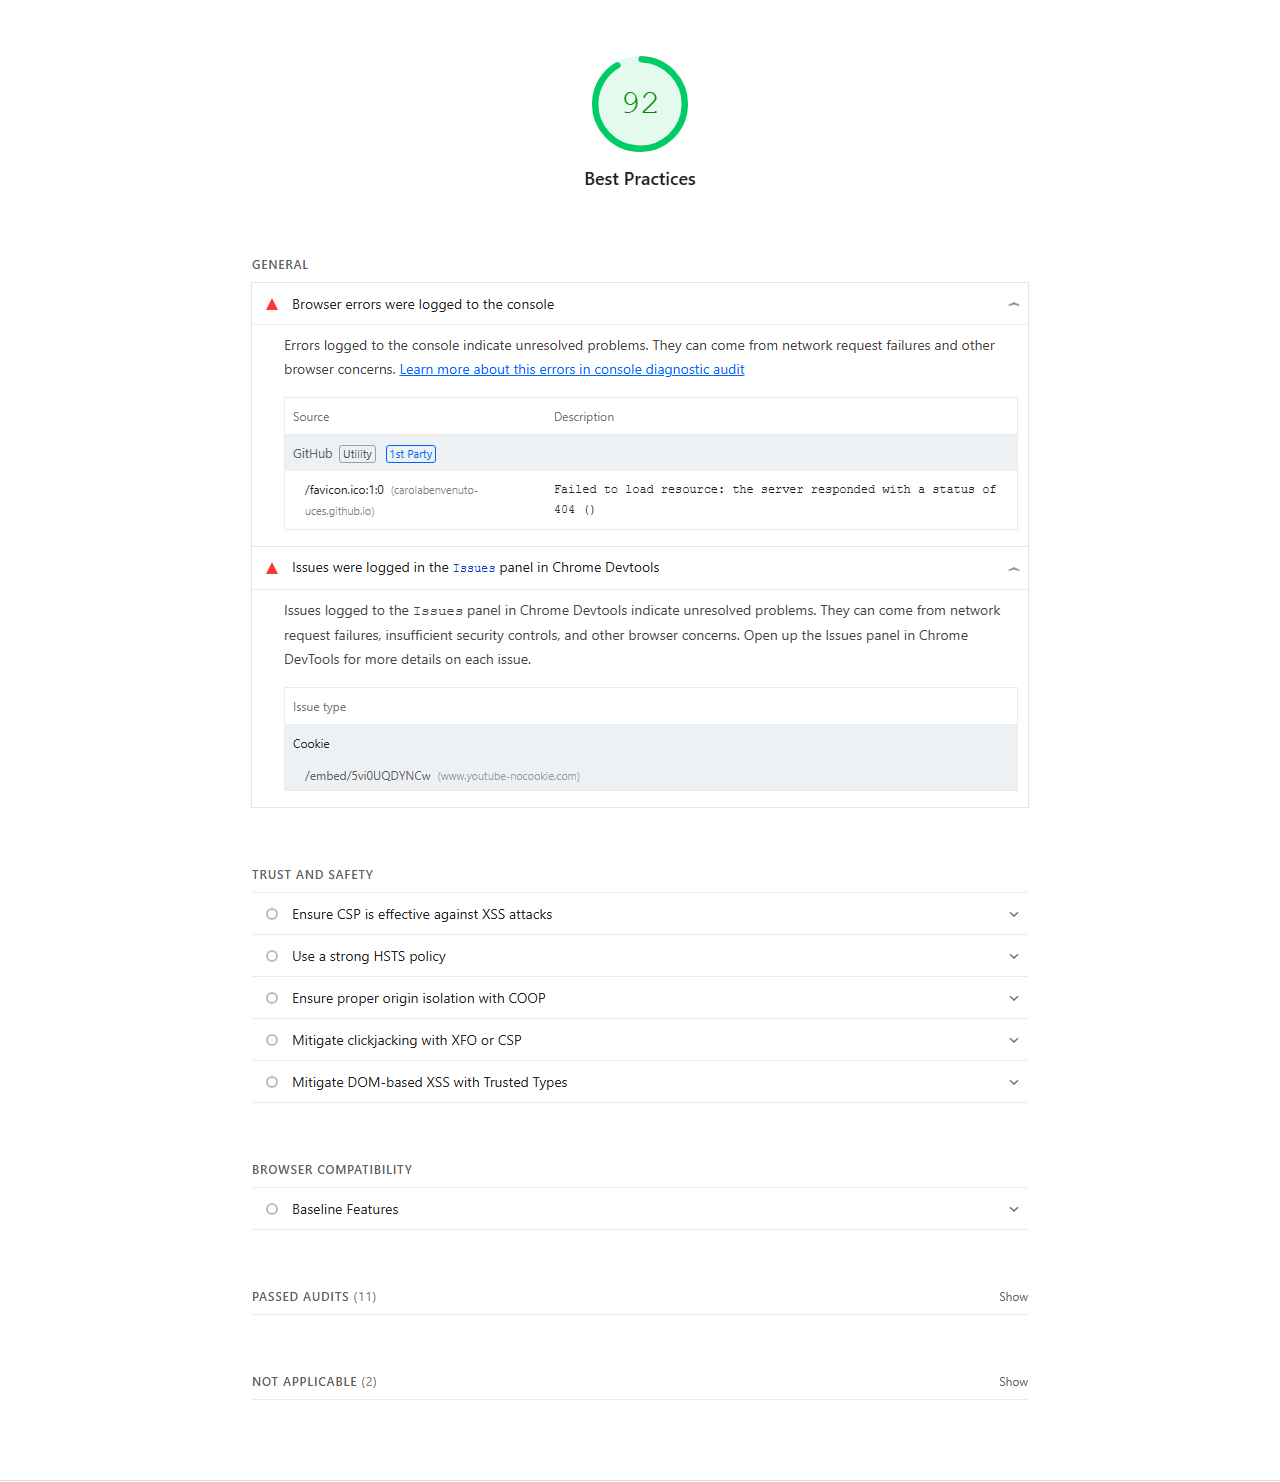 92
Best Practices
GENERAL
Browser errors were logged to the console
Errors logged to the console indicate unresolved problems. They can come from network request failures and other
browser concerns. Learn more about this errors in console diagnostic audit
Source Description
GitHub Utility 1st Party
/favicon.ico:1:0 (carolabenvenuto- Failed to load resource: the server responded with a status of
uces.github.io) 404 ()
Issues were logged in the Issues panel in Chrome Devtools
Issues logged to the Issues panel in Chrome Devtools indicate unresolved problems. They can come from network
request failures, insufficient security controls, and other browser concerns. Open up the Issues panel in Chrome
DevTools for more details on each issue.
Issue type
Cookie
/embed/5vi0UQDYNCw (www.youtube-nocookie.com)
TRUST AND SAFETY
Ensure CSP is effective against XSS attacks
Use a strong HSTS policy
Ensure proper origin isolation with COOP
Mitigate clickjacking with XFO or CSP
Mitigate DOM-based XSS with Trusted Types
BROWSER COMPATIBILITY
Baseline Features
PASSED AUDITS (11) Show
NOT APPLICABLE (2) Show